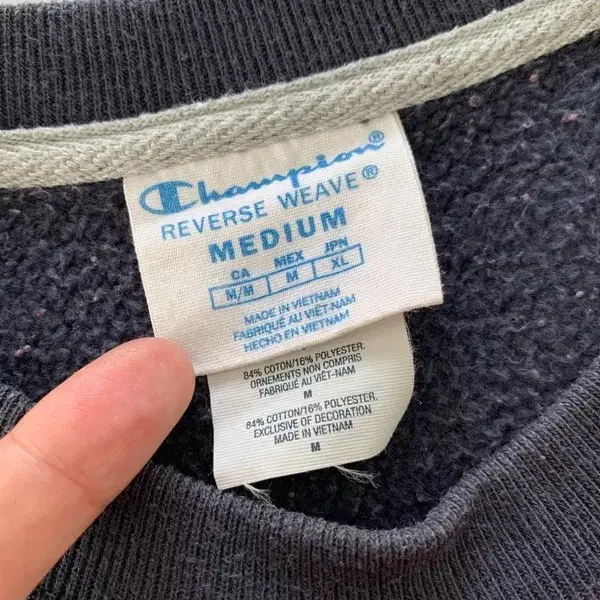 Champion®
REVERSE WEAVE®
MEDIUM
CA MEX JPN
M/M M XL
MADE IN VIETNAM
FABRIQUÉ AU VIÊT-NAM
HECHO EN VIETNAM
84% COTON/16% POLYESTER.
ORNEMENTS NON COMPRIS
FABRIQUÉ AU VIÊT-NAM
M
84% COTTON/16% POLYESTER.
EXCLUSIVE OF DECORATION
MADE IN VIETNAM
M